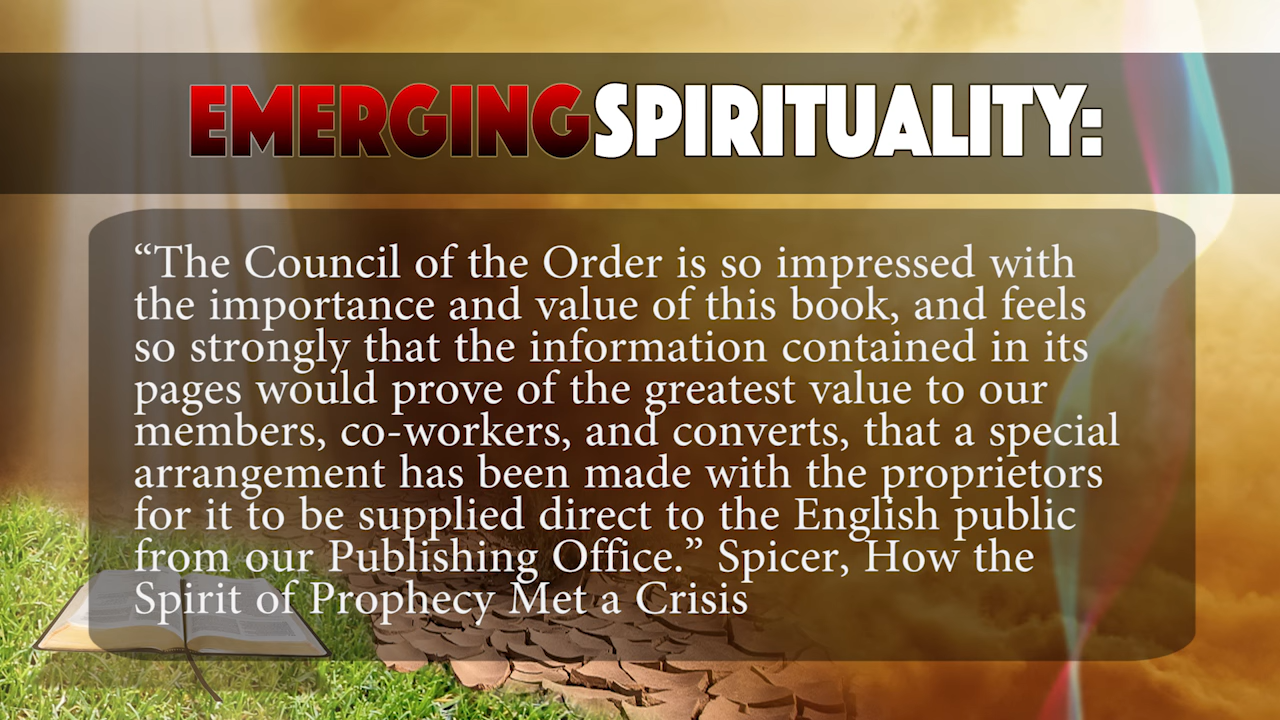 EMERGINGSPIRITUALITY:
“The Council of the Order is so impressed with
the importance and value of this book, and feels
so strongly that the information contained in its
pages would prove of the greatest value to our
members, co-workers, and converts, that a special
arrangement has been made with the proprietors
for it to be supplied direct to the English public
from our Publishing Office.” Spicer, How the
Spirit of Prophecy Met a Crisis